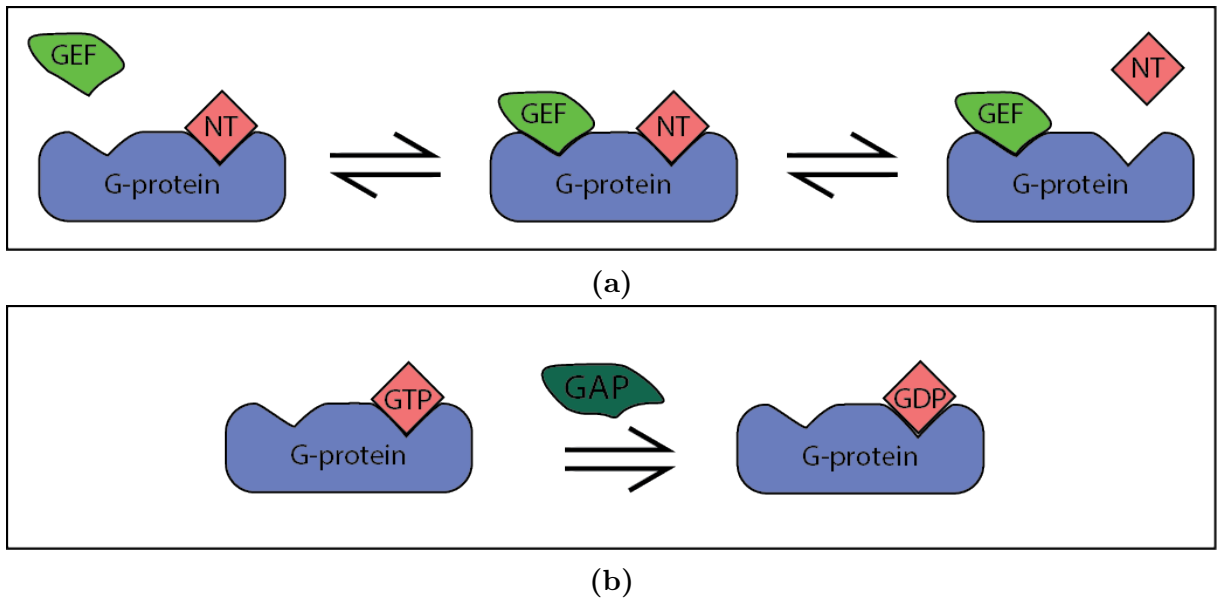 GEF
NT
NT
GEF
NT
GEF
G-protein
G-protein
G-protein
(a)
GAP
GTP
GDP
G-protein
G-protein
(b)